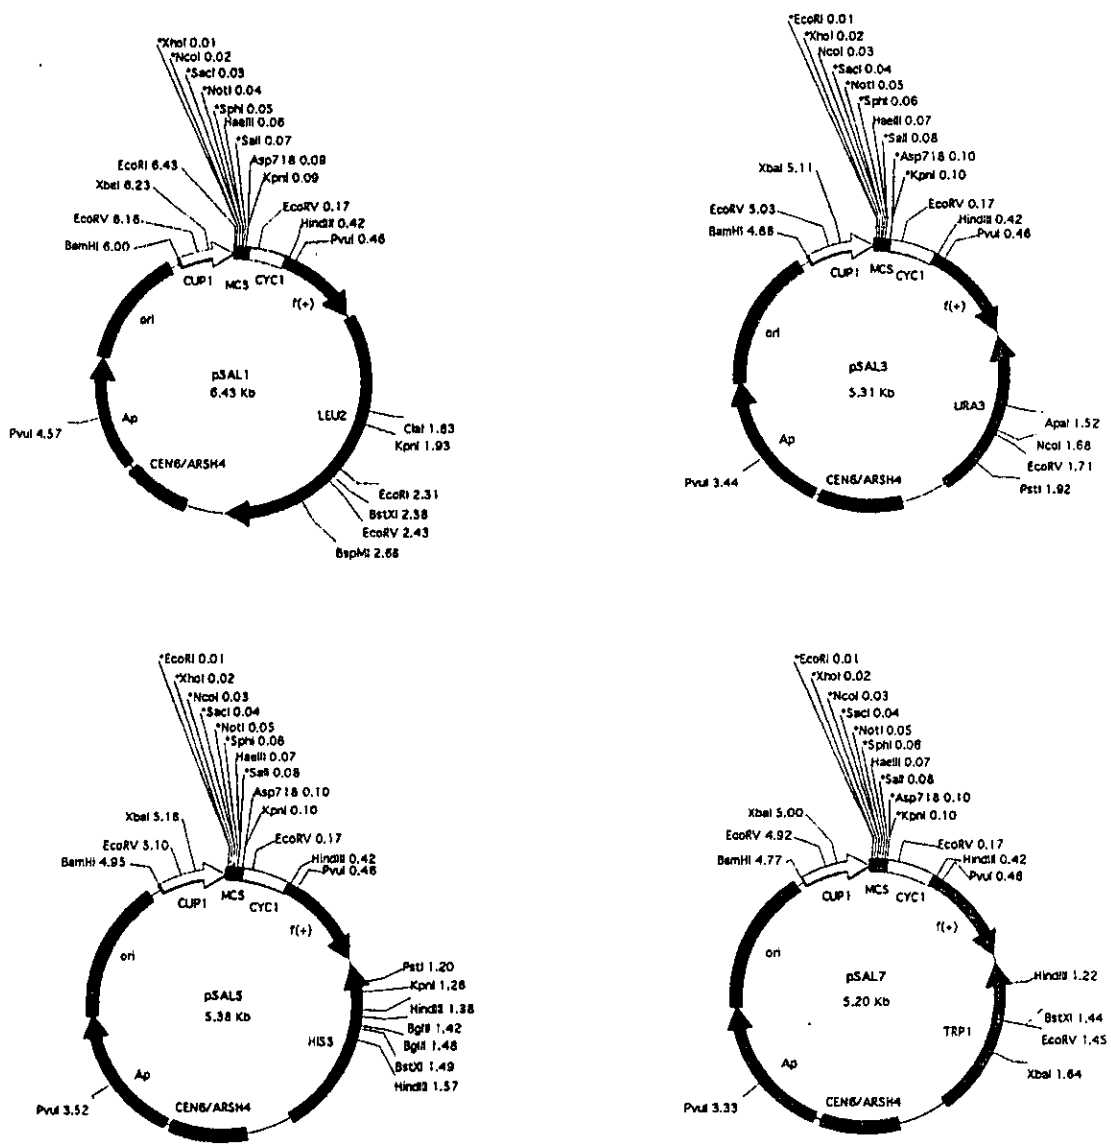 *XhoI 0.01
*NcoI 0.02
*SacI 0.03
*NotI 0.04
*SphI 0.05
HaeIII 0.06
*SalI 0.07
Asp718 0.09
KpnI 0.09
EcoRI 6.43
XbaI 6.23
EcoRV 6.16
BamHI 6.00
EcoRV 0.17
HindIII 0.42
PvuI 0.46
CUP1
MCS
CYC1
f(+)
ori
pSAL1
6.43 Kb
LEU2
Ap
PvuI 4.57
CEN6/ARSH4
ClaI 1.83
KpnI 1.93
EcoRI 2.31
BstXI 2.38
EcoRV 2.43
BspMI 2.68
*EcoRI 0.01
*XhoI 0.02
NcoI 0.03
*SacI 0.04
*NotI 0.05
*SphI 0.06
HaeIII 0.07
*SalI 0.08
*Asp718 0.10
*KpnI 0.10
XbaI 5.11
EcoRV 5.03
BamHI 4.88
EcoRV 0.17
HindIII 0.42
PvuI 0.46
CUP1
MCS
CYC1
f(+)
ori
pSAL3
5.31 Kb
URA3
Ap
PvuI 3.44
CEN6/ARSH4
ApaI 1.52
NcoI 1.68
EcoRV 1.71
PstI 1.92
*EcoRI 0.01
*XhoI 0.02
*NcoI 0.03
*SacI 0.04
*NotI 0.05
*SphI 0.06
HaeIII 0.07
*SalI 0.08
Asp718 0.10
KpnI 0.10
XbaI 5.18
EcoRV 5.10
BamHI 4.95
EcoRV 0.17
HindIII 0.42
PvuI 0.46
CUP1
MCS
CYC1
f(+)
ori
pSAL5
5.38 Kb
HIS3
Ap
PvuI 3.52
CEN6/ARSH4
PstI 1.20
KpnI 1.26
HindIII 1.38
BglII 1.42
BglII 1.48
BstXI 1.49
HindIII 1.57
*EcoRI 0.01
*XhoI 0.02
*NcoI 0.03
*SacI 0.04
*NotI 0.05
*SphI 0.06
HaeIII 0.07
*SalI 0.08
*Asp718 0.10
*KpnI 0.10
XbaI 5.00
EcoRV 4.92
BamHI 4.77
EcoRV 0.17
HindIII 0.42
PvuI 0.46
CUP1
MCS
CYC1
f(+)
ori
pSAL7
5.20 Kb
TRP1
Ap
PvuI 3.33
CEN6/ARSH4
HindIII 1.22
BstXI 1.44
EcoRV 1.45
XbaI 1.64